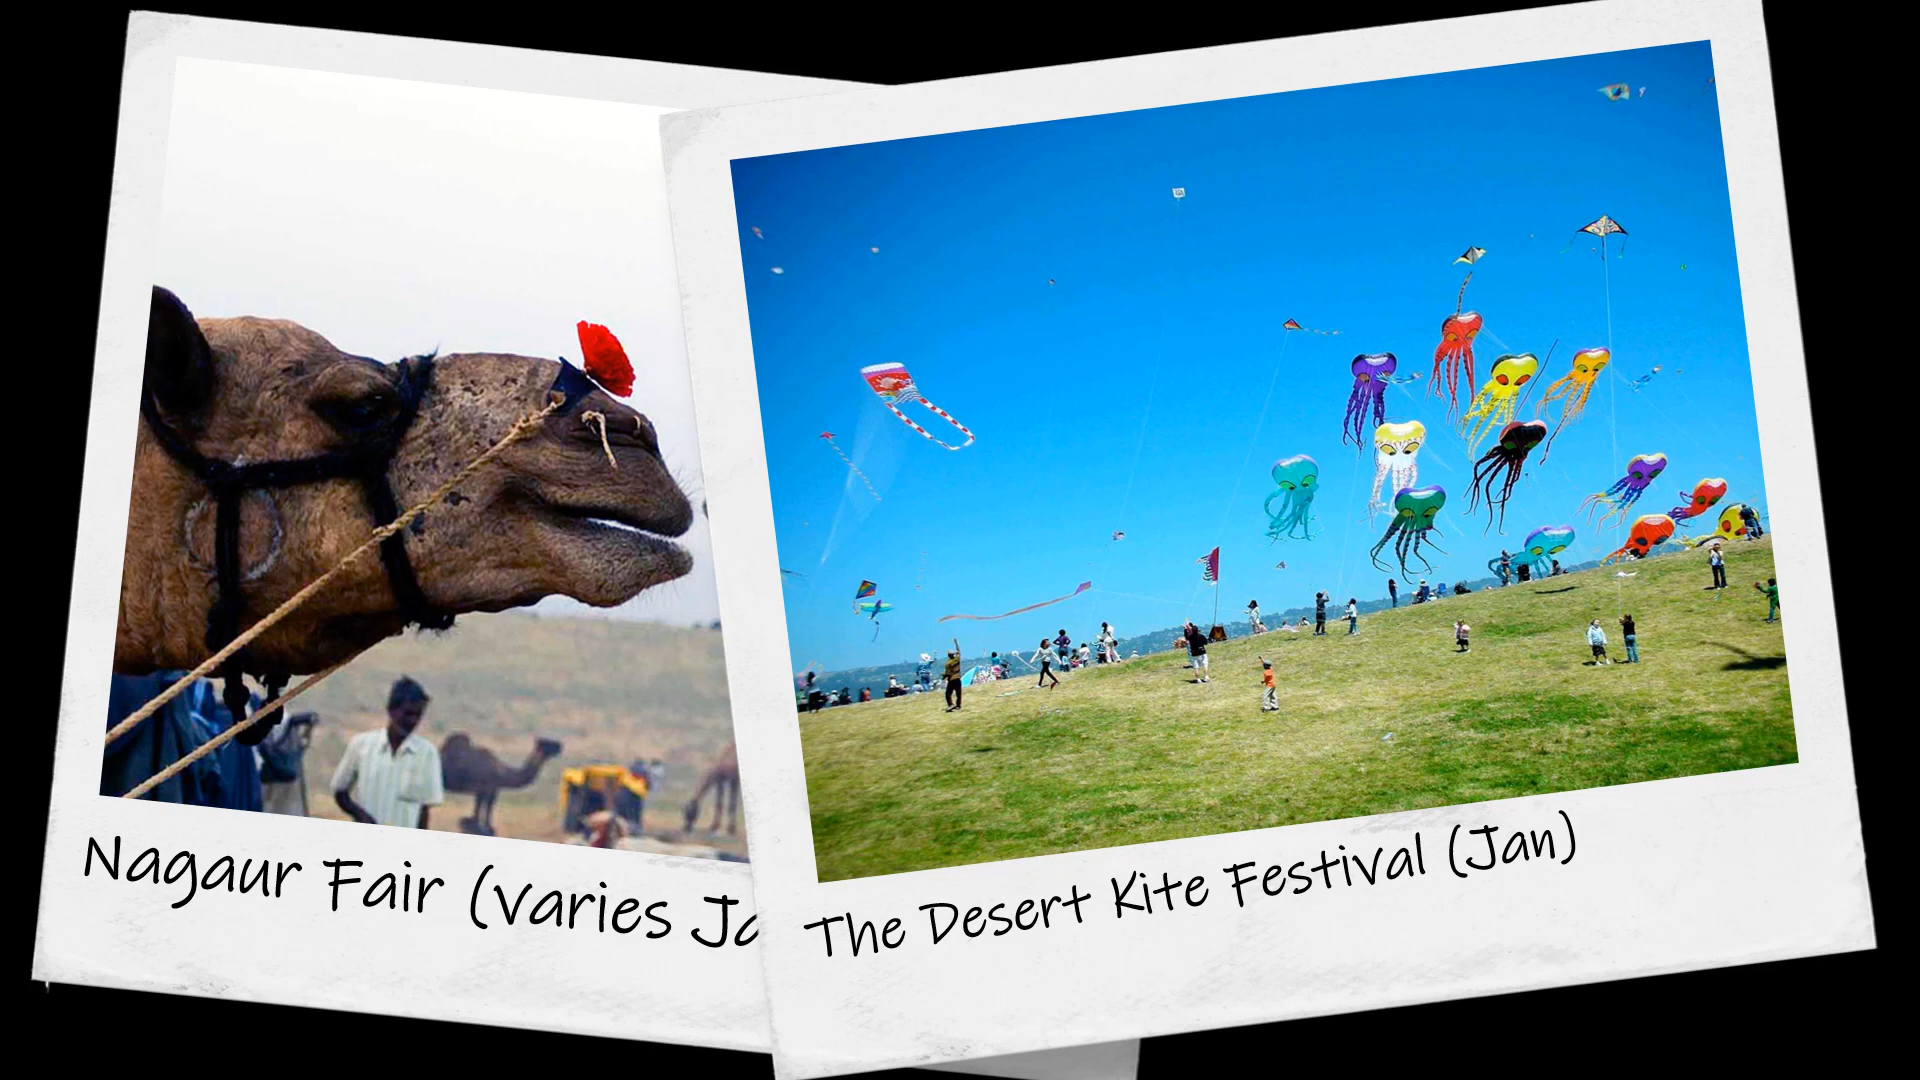 Nagaur Fair (varies
The Desert Kite Festival (Jan)